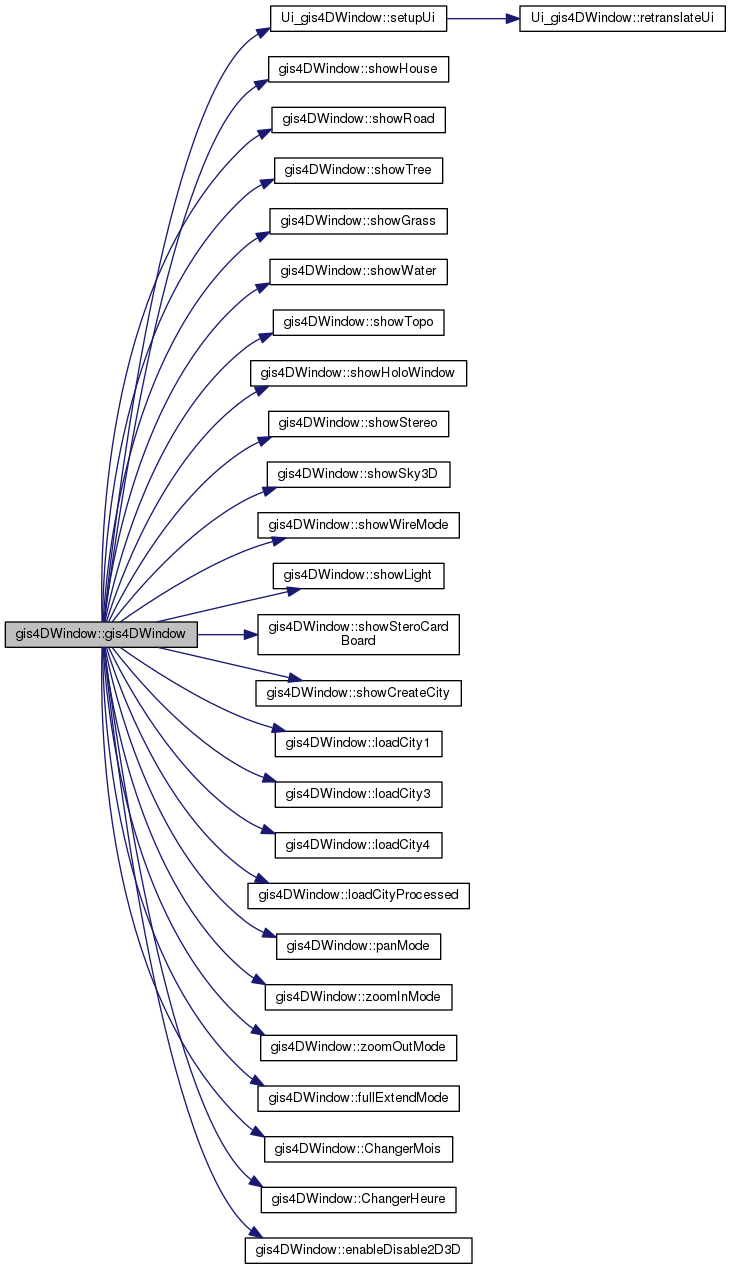 Ui_gis4DWindow::setupUi
Ui_gis4DWindow::retranslateUi
gis4DWindow::showHouse
gis4DWindow::showRoad
gis4DWindow::showTree
gis4DWindow::showGrass
gis4DWindow::showWater
gis4DWindow::showTopo
gis4DWindow::showHoloWindow
gis4DWindow::showStereo
gis4DWindow::showSky3D
gis4DWindow::showWireMode
gis4DWindow::showLight
gis4DWindow::gis4DWindow
gis4DWindow::showSteroCard
Board
gis4DWindow::showCreateCity
gis4DWindow::loadCity1
gis4DWindow::loadCity3
gis4DWindow::loadCity4
gis4DWindow::loadCityProcessed
gis4DWindow::panMode
gis4DWindow::zoomInMode
gis4DWindow::zoomOutMode
gis4DWindow::fullExtendMode
gis4DWindow::ChangerMois
gis4DWindow::ChangerHeure
gis4DWindow::enableDisable2D3D